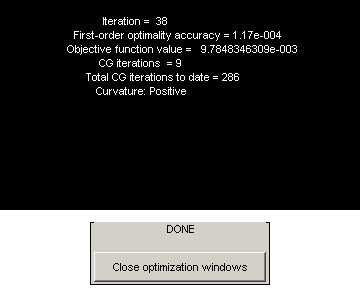 Iteration = 38
First-order optimality accuracy = 1.17e-004
Objective function value = 9.7848346309e-003
CG iterations = 9
Total CG iterations to date = 286
Curvature: Positive
DONE
Close optimization windows